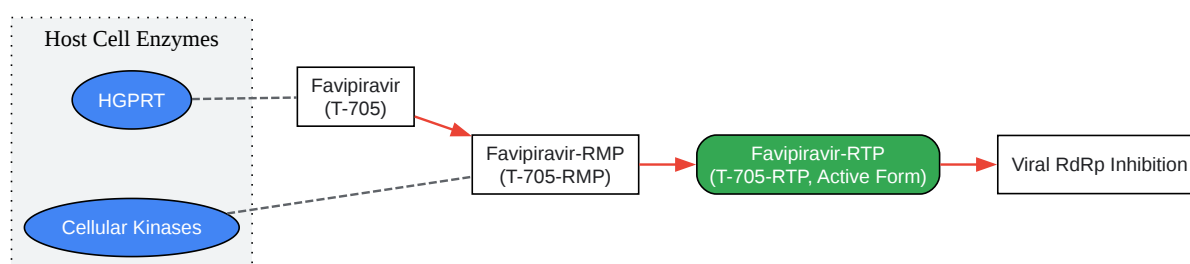 Host Cell Enzymes
HGPRT
Cellular Kinases
Favipiravir
(T-705)
Favipiravir-RMP
(T-705-RMP)
Favipiravir-RTP
(T-705-RTP, Active Form)
Viral RdRp Inhibition